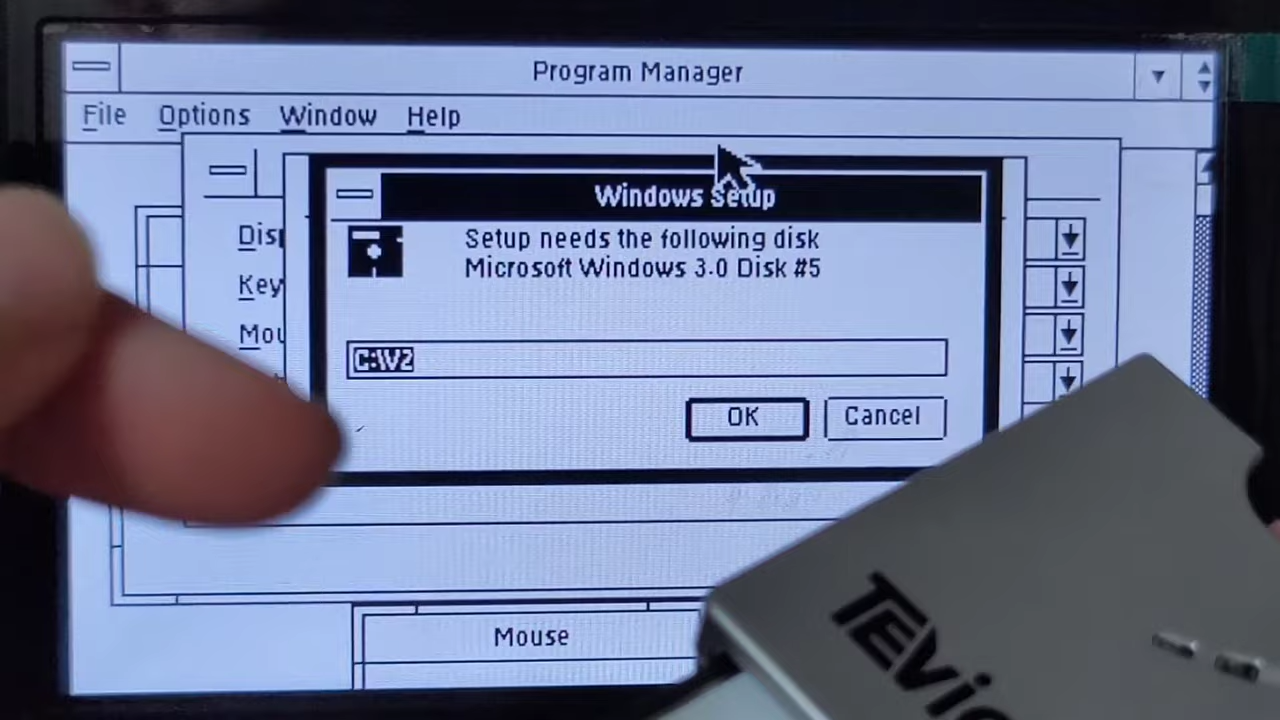 Program Manager
File Options Window Help
Windows Setup
Setup needs the following disk
Microsoft Windows 3.0 Disk #5
C:\W2
OK Cancel
Mouse